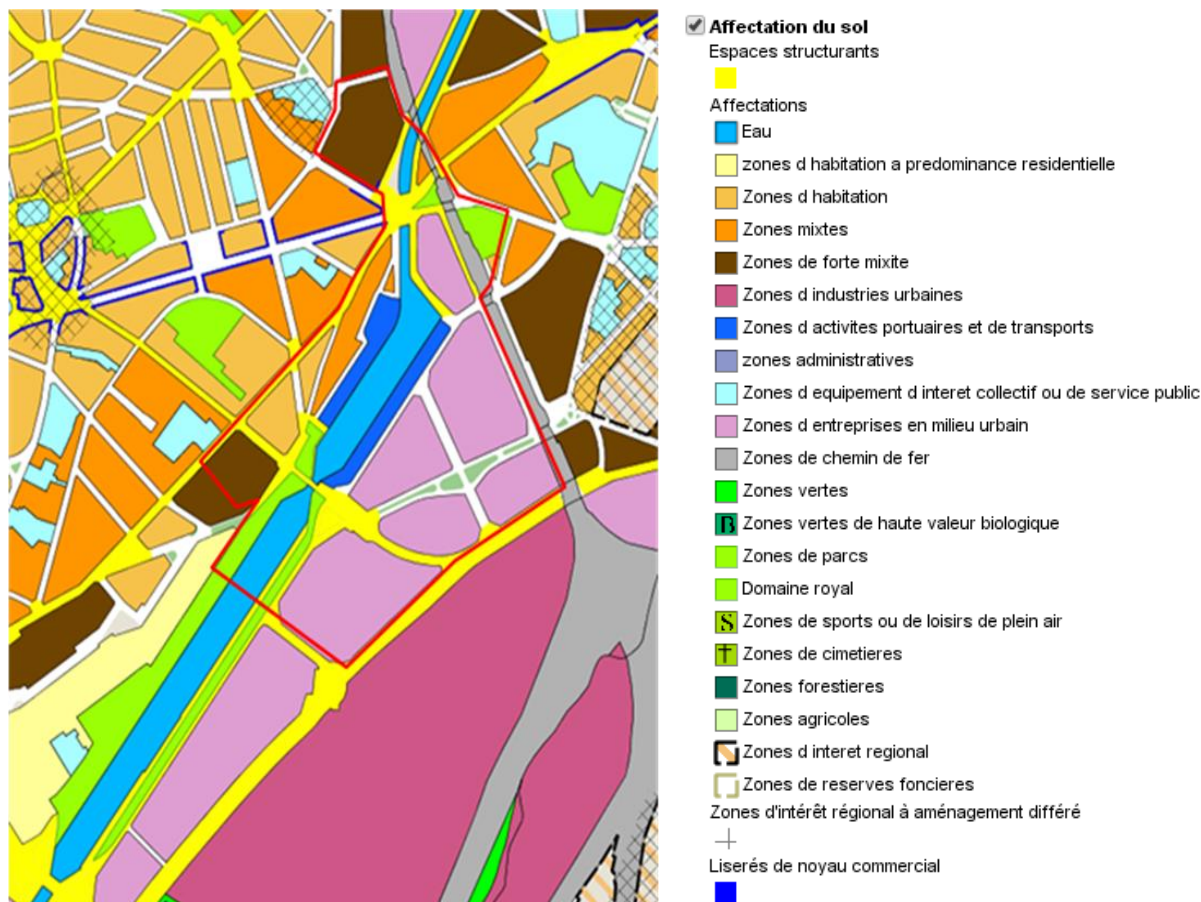 Affectation du sol
Espaces structurants
Affectations
Eau
zones d habitation a predominance residentielle
Zones d habitation
Zones mixtes
Zones de forte mixite
Zones d industries urbaines
Zones d activites portuaires et de transports
zones administratives
Zones d equipement d interet collectif ou de service public
Zones d entreprises en milieu urbain
Zones de chemin de fer
Zones vertes
B Zones vertes de haute valeur biologique
Zones de parcs
Domaine royal
S Zones de sports ou de loisirs de plein air
Zones de cimetieres
Zones forestieres
Zones agricoles
Zones d interet regional
Zones de reserves foncieres
Zones d'intérêt régional à aménagement différé
Liserés de noyau commercial